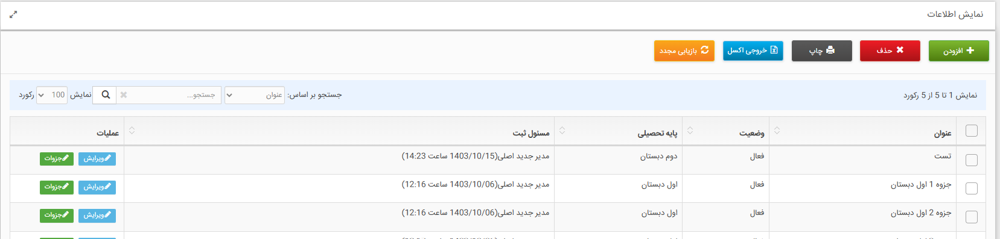 نمایش اطلاعات
افزودن حذف چاپ خروجی اکسل بازیابی مجدد
نمایش 1 تا 5 از 5 رکورد جستجو بر اساس: عنوان جستجو... نمایش 100 رکورد
عنوان وضعیت پایه تحصیلی مسئول ثبت عملیات
تست فعال دوم دبستان مدیر جدید اصلی(1403/10/15 ساعت 14:23) ویرایش جزوات
جزوه 1 اول دبستان فعال اول دبستان مدیر جدید اصلی(1403/10/06 ساعت 12:16) ویرایش جزوات
جزوه 2 اول دبستان فعال اول دبستان مدیر جدید اصلی(1403/10/06 ساعت 12:16) ویرایش جزوات